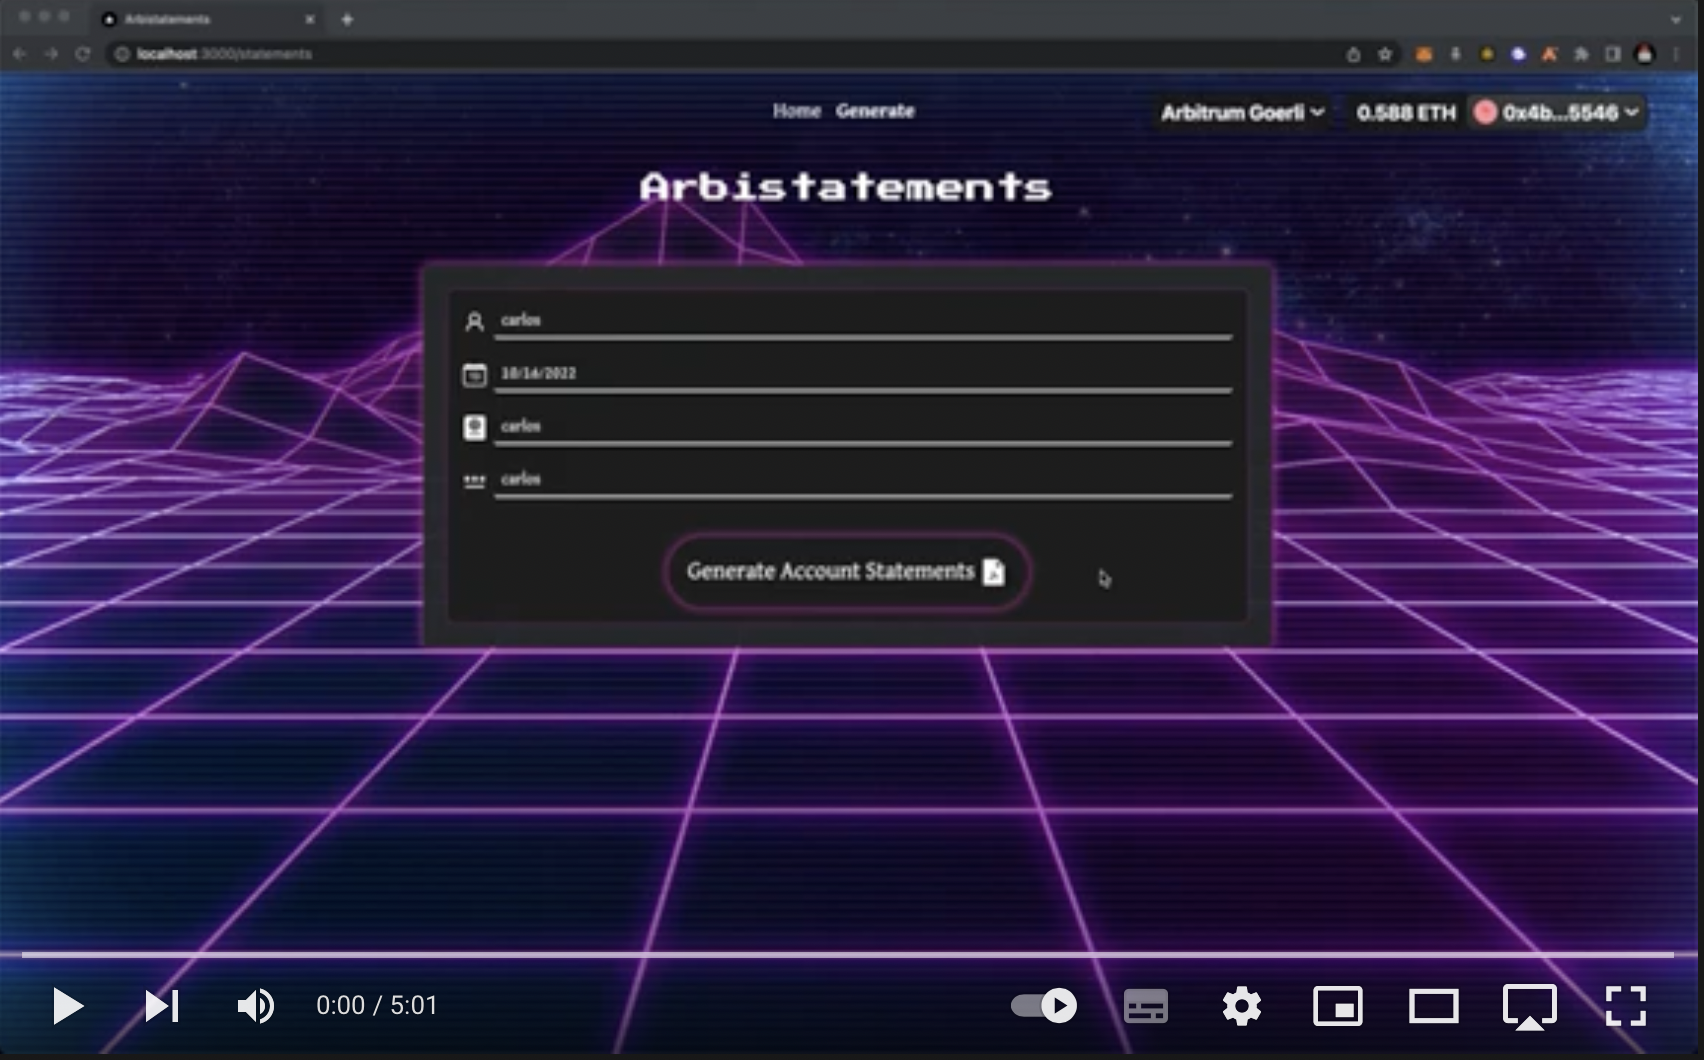 Arbistatements
localhost:3000/statements
Home Generate Arbitrum Goerli 0.588 ETH 0x4b...5546
Arbistatements
carlos
10/14/2022
carlos
carlos
Generate Account Statements
0:00 / 5:01